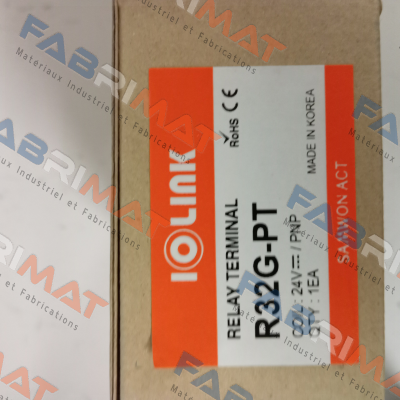 IOLINK
RELAY TERMINAL
RoHS CE
R32G-PT
COIL : 24V⎓ / PNP
QTY : 1EA
MADE IN KOREA
SAMWON ACT
FABRIMAT
Materiaux Industriel et Fabrications